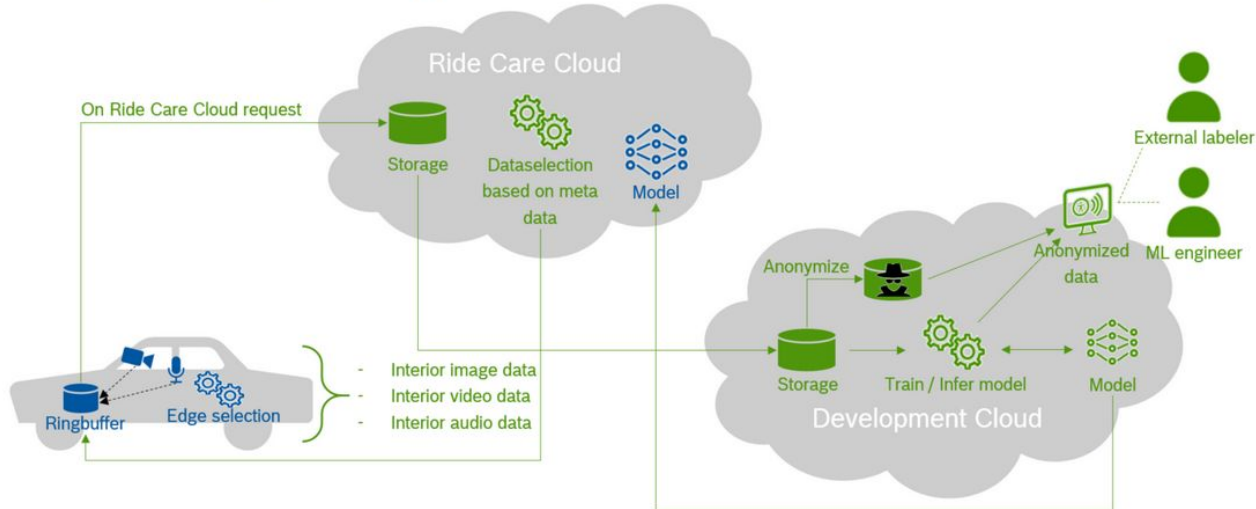 Ride Care Cloud
On Ride Care Cloud request
Storage
Dataselection
based on meta
data
Model
External labeler
ML engineer
Anonymize
Anonymized
data
Storage
Train / Infer model
Model
Development Cloud
Ringbuffer
Edge selection
- Interior image data
- Interior video data
- Interior audio data